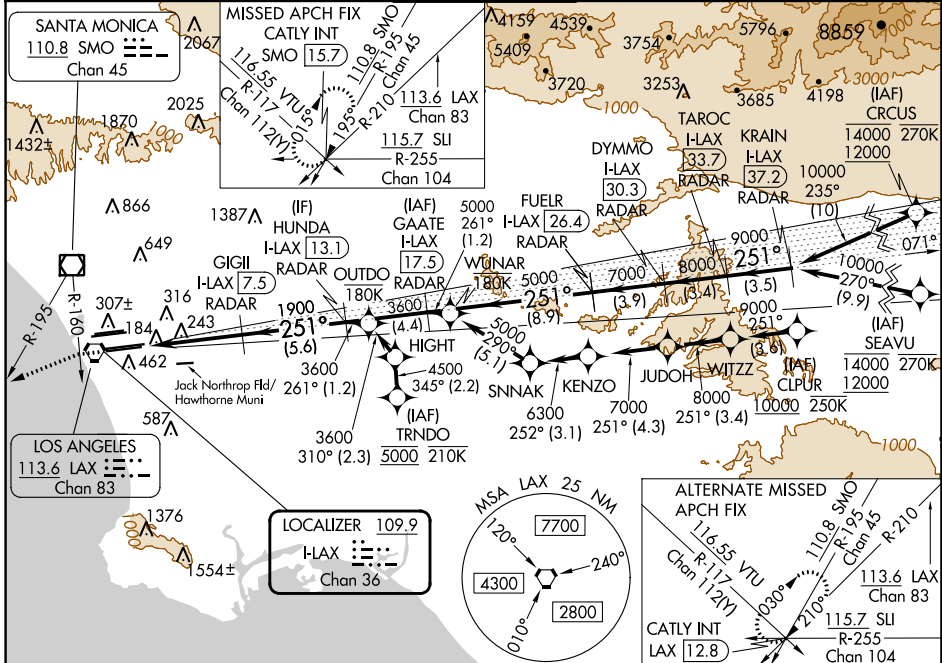 SANTA MONICA
110.8 SMO
Chan 45
2067
MISSED APCH FIX
CATLY INT
SMO 15.7
110.8 SMO
R-195
Chan 45
116.55 VTU
R-117
Chan 112(Y)
R-210
015°
195°
113.6 LAX
Chan 83
115.7 SLI
R-255
Chan 104
4159
4539
5409
3754
5796
8859
3720
3253
3685
4198
3000
1000
1432±
1870
1000
2025
866
1387
649
307±
316
184
243
462
587
1376
1554±
R-195
R-160
(IAF)
CRCUS
14000 270K
12000
TAROC
I-LAX
33.7
RADAR
KRAIN
I-LAX
37.2
RADAR
DYMMO
I-LAX
30.3
RADAR
FUELR
I-LAX 26.4
RADAR
10000
235°
(10)
071°
(IAF)
GAATE
I-LAX
17.5
RADAR
5000
261°
(1.2)
WUNAR
180K
(IF)
HUNDA
I-LAX 13.1
RADAR
OUTDO
180K
GIGII
I-LAX 7.5
RADAR
1900
251°
(5.6)
3600
(4.4)
5000
251°
(8.9)
7000
(3.9)
8000
(3.4)
9000
251°
(3.5)
10000
270°
(9.9)
(IAF)
SEAVU
14000 270K
12000
3600
261° (1.2)
HIGHT
4500
345° (2.2)
(IAF)
TRNDO
5000 210K
3600
310° (2.3)
5000
290°
(5.1)
SNNAK
KENZO
JUDOH
WITZZ
9000
251°
(3.6)
(IAF)
CLPUR
10000 250K
6300
252° (3.1)
7000
251° (4.3)
8000
251° (3.4)
1000
Jack Northrop Fld/
Hawthorne Muni
LOS ANGELES
113.6 LAX
Chan 83
LOCALIZER 109.9
I-LAX
Chan 36
MSA LAX 25 NM
120°
7700
240°
4300
2800
010°
ALTERNATE MISSED
APCH FIX
116.55 VTU
R-117
Chan 112(Y)
110.8 SMO
R-195
Chan 45
R-210
030°
210°
113.6 LAX
Chan 83
CATLY INT
LAX 12.8
115.7 SLI
R-255
Chan 104